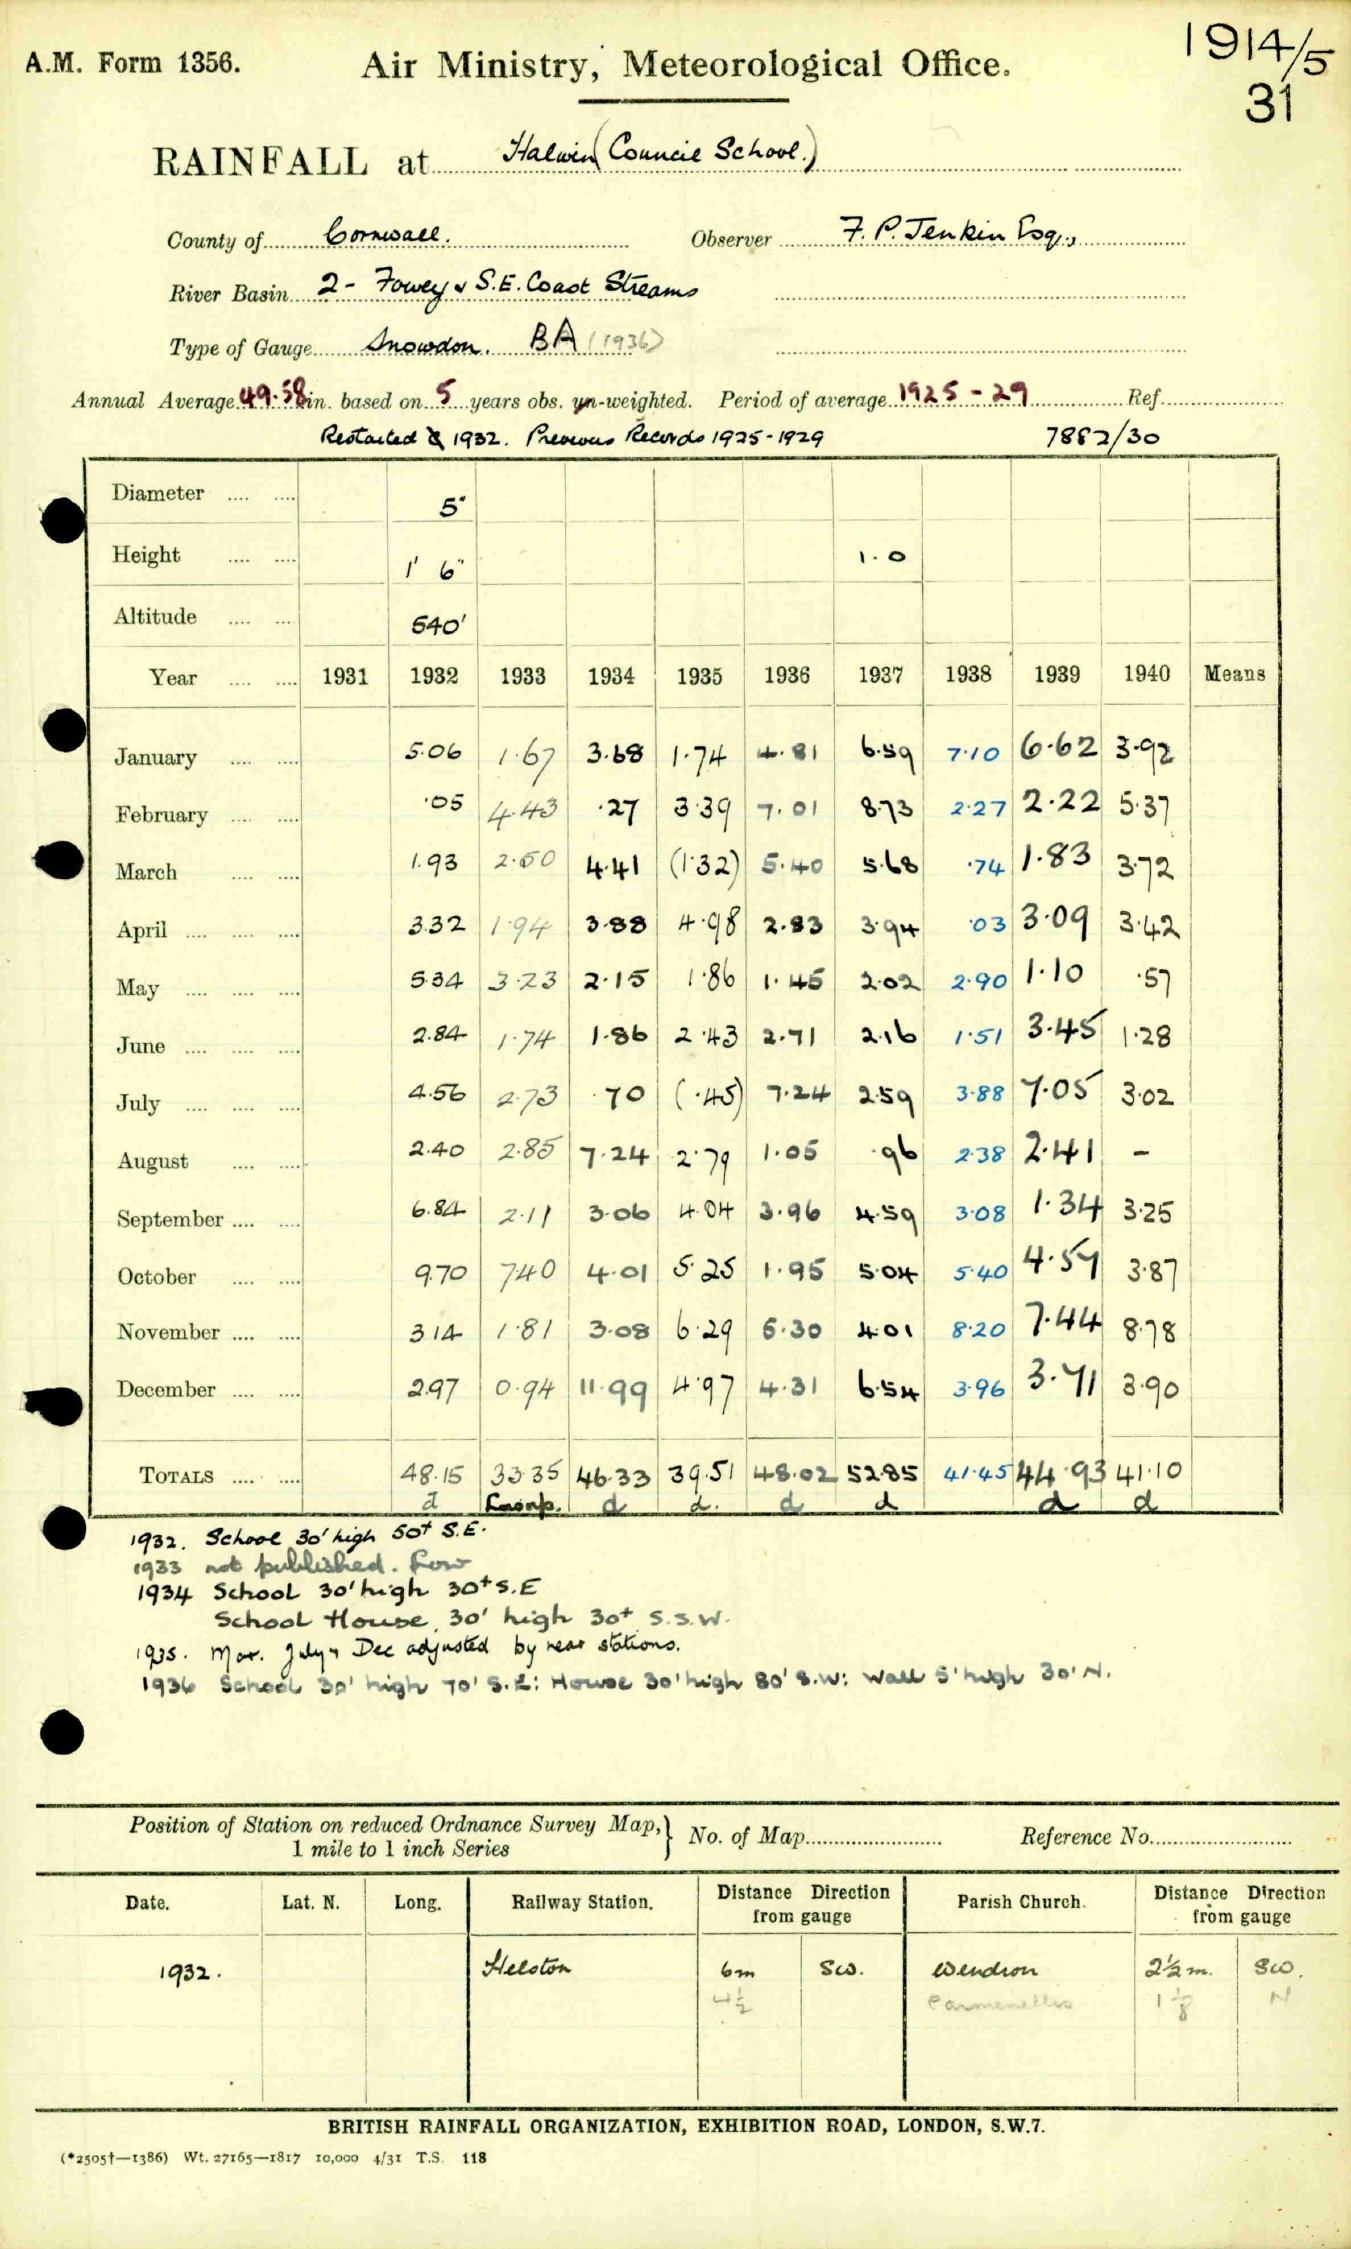 A.M. Form 1356.
Air Ministry, Meteorological Office.
1914/5
31
RAINFALL at Halwin (Council School.)
County of Cornwall. Observer F. P. Jenkin Esq.,
River Basin 2 - Fowey & S.E. Coast Streams
Type of Gauge Snowdon. BA (1936)
Annual Average 49.58 in. based on 5 years obs. un-weighted. Period of average 1925 - 29 Ref.
Restarted 1932. Previous Records 1925-1929 7882/30
Diameter 5"
Height 1' 6" 1.0
Altitude 540'
Year 1931 1932 1933 1934 1935 1936 1937 1938 1939 1940 Means
January 5.06 1.67 3.68 1.74 4.81 6.59 7.10 6.62 3.92
February .05 4.43 .27 3.39 7.01 8.73 2.27 2.22 5.37
March 1.93 2.50 4.41 (1.32) 5.40 5.68 .74 1.83 3.72
April 3.32 1.94 3.88 4.98 2.83 3.94 .03 3.09 3.42
May 5.34 3.23 2.15 1.86 1.45 2.02 2.90 1.10 .57
June 2.84 1.74 1.86 2.43 2.71 2.16 1.51 3.45 1.28
July 4.56 2.73 .70 (.45) 7.24 2.59 3.88 7.05 3.02
August 2.40 2.85 7.24 2.79 1.05 .96 2.38 2.41 -
September 6.84 2.11 3.06 4.04 3.96 4.59 3.08 1.34 3.25
October 9.70 7.40 4.01 5.25 1.95 5.04 5.40 4.57 3.87
November 3.14 1.81 3.08 6.29 5.30 4.01 8.20 7.44 8.78
December 2.97 0.94 11.99 4.97 4.31 6.54 3.96 3.71 3.90
TOTALS 48.15 33.35 46.33 39.51 48.02 52.85 41.45 44.93 41.10
d Comp. d d. d d d d
1932. School 30' high 50+ S.E.
1933 not published. Low
1934 School 30' high 30+ S.E
School House, 30' high 30+ S.S.W.
1935. Mar. July & Dec adjusted by near stations.
1936 School 30' high 70' S.E: House 30' high 80' S.W: Wall 5' high 30' N.
Position of Station on reduced Ordnance Survey Map, 1 mile to 1 inch Series } No. of Map Reference No.
Date. Lat. N. Long. Railway Station. Distance Direction from gauge Parish Church. Distance Direction from gauge
1932. Helston 6m SW. Wendron 2½ m. SW.
4½ Carmenellis 1⅛ N
BRITISH RAINFALL ORGANIZATION, EXHIBITION ROAD, LONDON, S.W.7.
(*2505†—1386) Wt. 27165—1817 10,000 4/31 T.S. 118